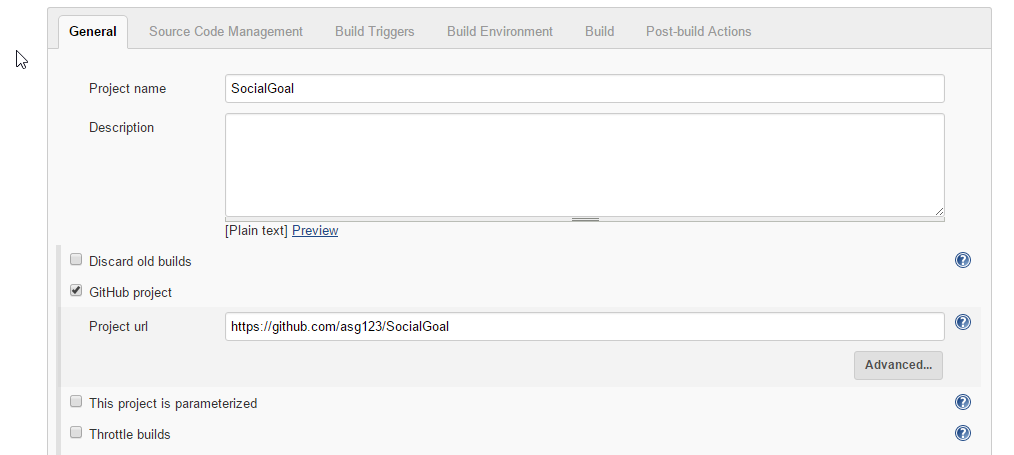 General Source Code Management Build Triggers Build Environment Build Post-build Actions
Project name SocialGoal
Description
[Plain text] Preview
Discard old builds
GitHub project
Project url https://github.com/asg123/SocialGoal
Advanced...
This project is parameterized
Throttle builds